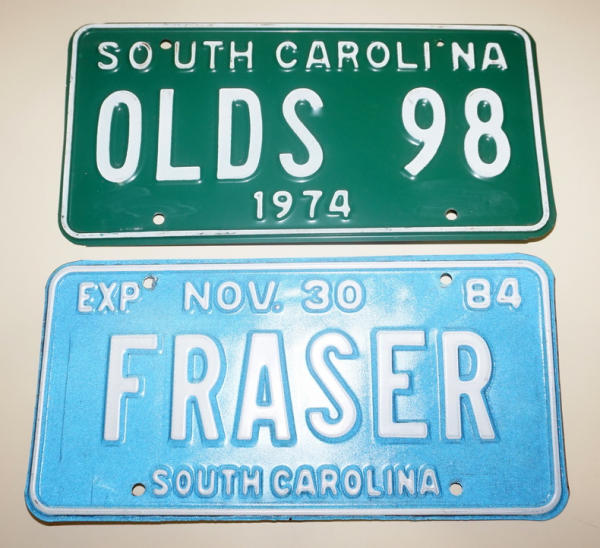 SOUTH CAROLINA
OLDS 98
1974
EXP NOV. 30 84
FRASER
SOUTH CAROLINA